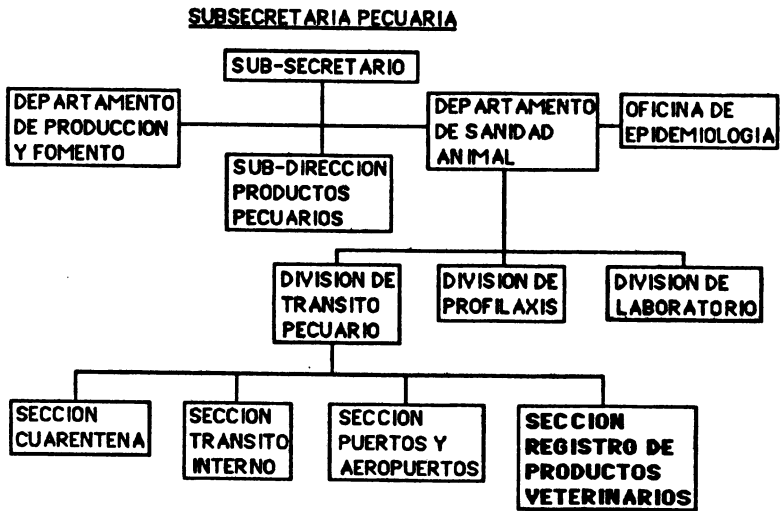 SUBSECRETARIA PECUARIA
SUB-SECRETARIO
DEPARTAMENTO
DE PRODUCCION
Y FOMENTO
DEPARTAMENTO
DE SANIDAD
ANIMAL
OFICINA DE
EPIDEMIOLOGIA
SUB-DIRECCION
PRODUCTOS
PECUARIOS
DIVISION DE
TRANSITO
PECUARIO
DIVISION DE
PROFILAXIS
DIVISION DE
LABORATORIO
SECCION
CUARENTENA
SECCION
TRANSITO
INTERNO
SECCION
PUERTOS Y
AEROPUERTOS
SECCION
REGISTRO DE
PRODUCTOS
VETERINARIOS